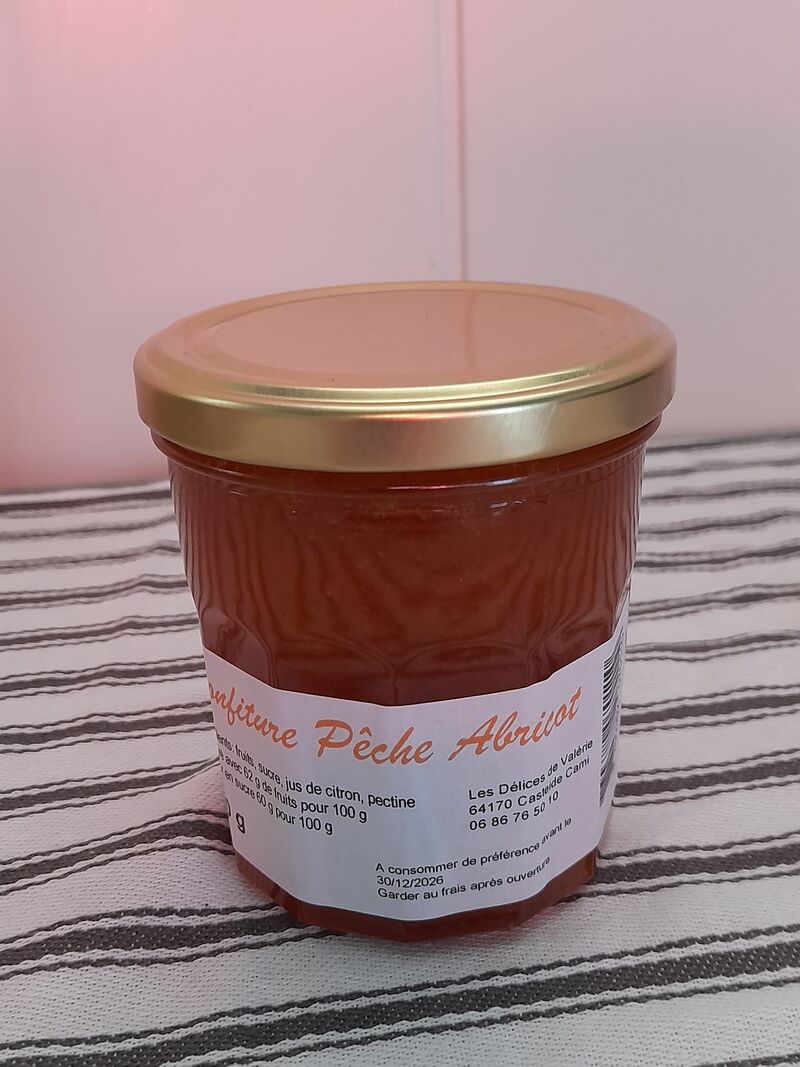 onfiture Pêche Abricot
ents: fruits, sucre, jus de citron, pectine
avec 62 g de fruits pour 100 g
en sucre 60 g pour 100 g
g
Les Délices de Valérie
64170 Casteide Cami
06 86 76 50 10
A consommer de préférence avant le
30/12/2026
Garder au frais après ouverture